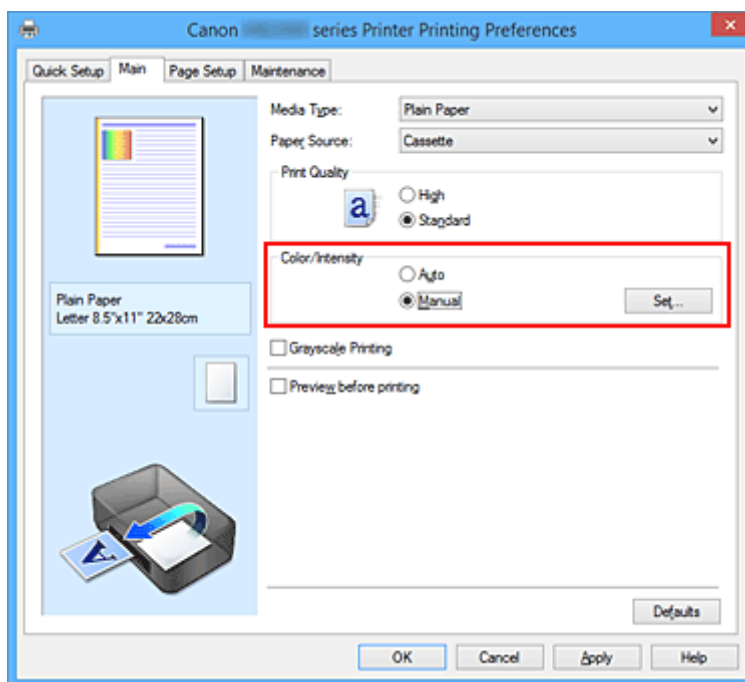 Canon series Printer Printing Preferences
Quick Setup Main Page Setup Maintenance
Media Type: Plain Paper
Paper Source: Cassette
Print Quality
a
High
Standard
Color/Intensity
Auto
Manual Set...
Plain Paper
Letter 8.5"x11" 22x28cm
Grayscale Printing
Preview before printing
A
Defaults
OK Cancel Apply Help